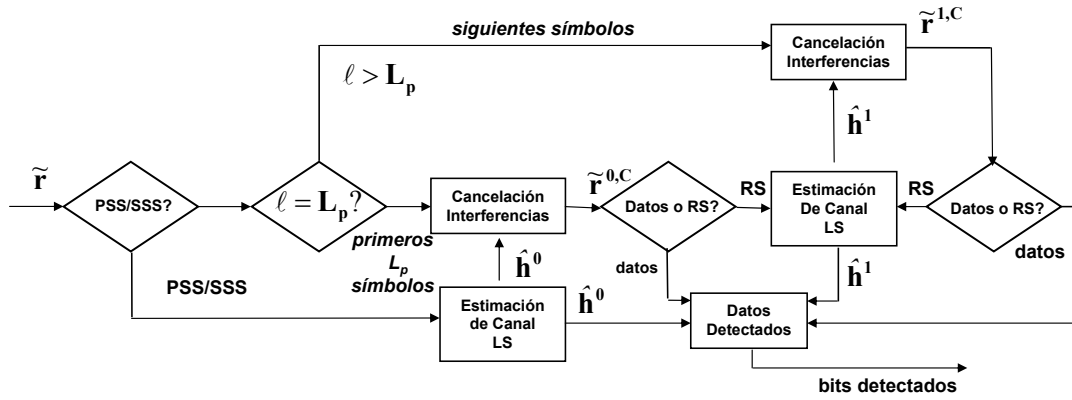 siguientes símbolos
Cancelación
Interferencias
r̃^{1,C}
ℓ > L_p
ĥ^1
r̃
PSS/SSS?
ℓ = L_p?
Cancelación
Interferencias
r̃^{0,C}
Datos o RS?
RS
Estimación
De Canal
LS
RS
Datos o RS?
primeros
L_p
símbolos
ĥ^0
datos
ĥ^1
datos
PSS/SSS
Estimación
de Canal
LS
ĥ^0
Datos
Detectados
bits detectados